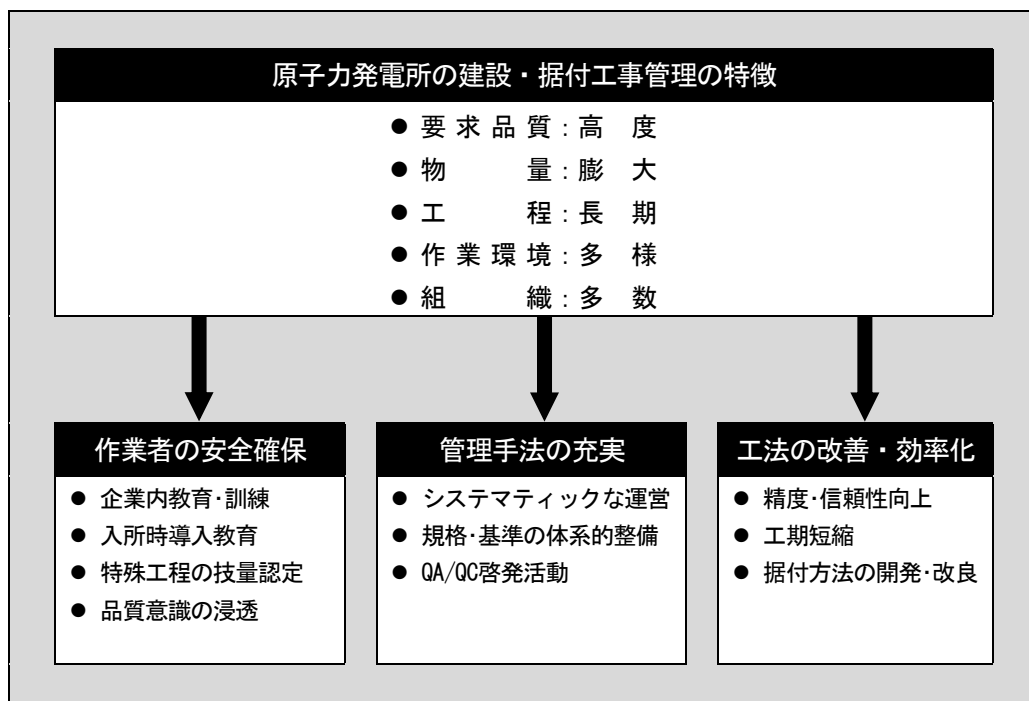 原子力発電所の建設・据付工事管理の特徴
● 要求品質：高 度
● 物 量：膨 大
● 工 程：長 期
● 作業環境：多 様
● 組 織：多 数
作業者の安全確保
● 企業内教育･訓練
● 入所時導入教育
● 特殊工程の技量認定
● 品質意識の浸透
管理手法の充実
● システマティックな運営
● 規格･基準の体系的整備
● QA/QC啓発活動
工法の改善・効率化
● 精度･信頼性向上
● 工期短縮
● 据付方法の開発･改良